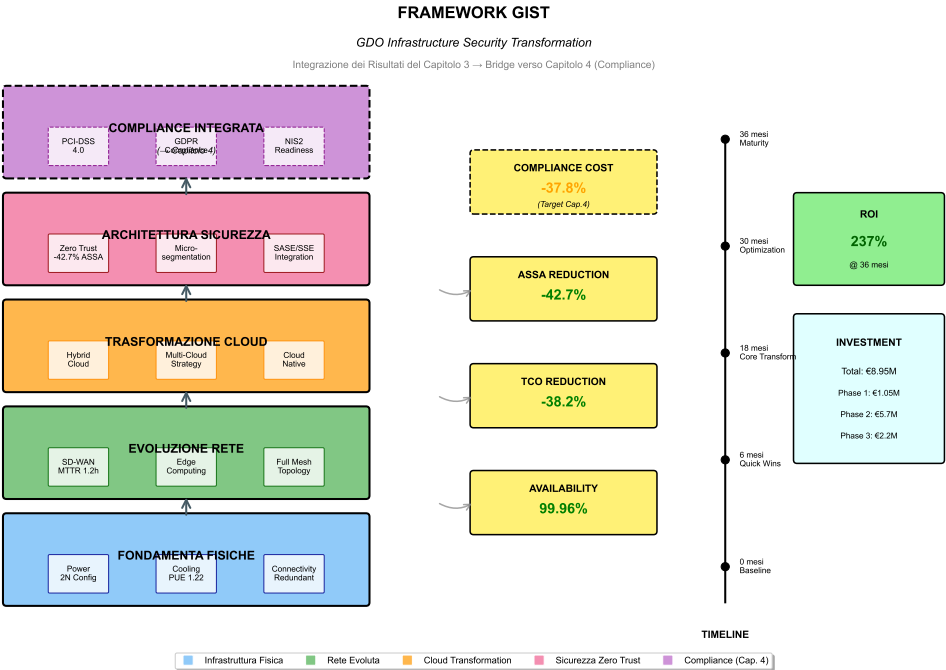 FRAMEWORK GIST
GDO Infrastructure Security Transformation
Integrazione dei Risultati del Capitolo 3 → Bridge verso Capitolo 4 (Compliance)
COMPLIANCE INTEGRATA
PCI-DSS
4.0
GDPR
Compliance
(→ Capitolo 4)
NIS2
Readiness
ARCHITETTURA SICUREZZA
Zero Trust
-42.7% ASSA
Micro-
segmentation
SASE/SSE
Integration
TRASFORMAZIONE CLOUD
Hybrid
Cloud
Multi-Cloud
Strategy
Cloud
Native
EVOLUZIONE RETE
SD-WAN
MTTR 1.2h
Edge
Computing
Full Mesh
Topology
FONDAMENTA FISICHE
Power
2N Config
Cooling
PUE 1.22
Connectivity
Redundant
COMPLIANCE COST
-37.8%
(Target Cap.4)
ASSA REDUCTION
-42.7%
TCO REDUCTION
-38.2%
AVAILABILITY
99.96%
36 mesi
Maturity
30 mesi
Optimization
18 mesi
Core Transform
6 mesi
Quick Wins
0 mesi
Baseline
TIMELINE
ROI
237%
@ 36 mesi
INVESTMENT
Total: €8.95M
Phase 1: €1.05M
Phase 2: €5.7M
Phase 3: €2.2M
Infrastruttura Fisica
Rete Evoluta
Cloud Transformation
Sicurezza Zero Trust
Compliance (Cap. 4)